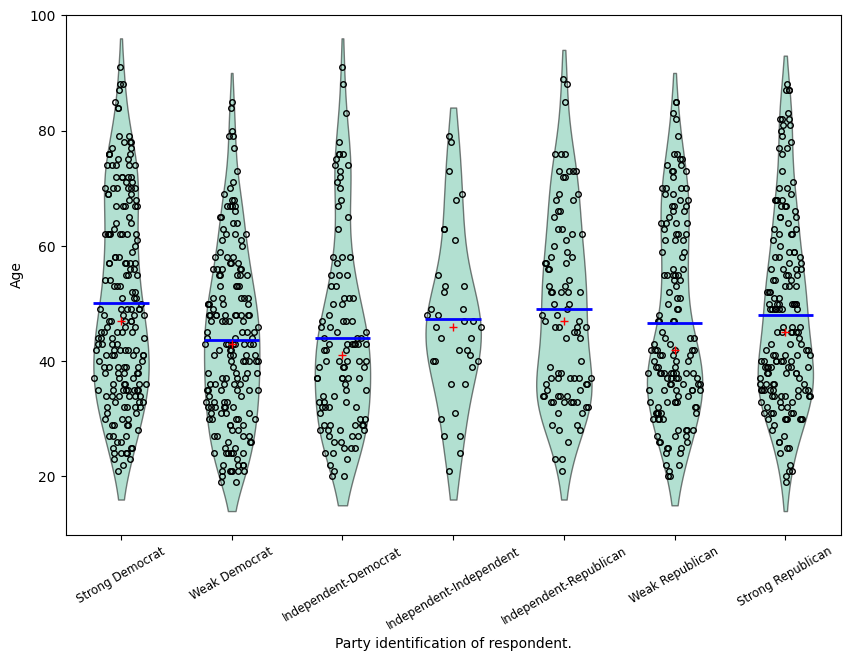 100
80
60
40
20
Age
Strong Democrat
Weak Democrat
Independent-Democrat
Independent-Independent
Independent-Republican
Weak Republican
Strong Republican
Party identification of respondent.